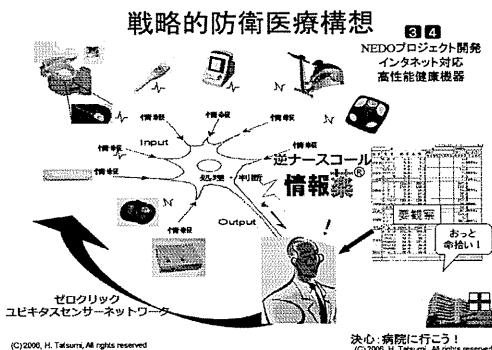 戦略的防衛医療構想
3 4
NEDOプロジェクト開発
インタネット対応
高性能健康機器
情報
情報
情報
情報
情報
Input
情報
情報
処理・判断
逆ナースコール
情報薬®
情報
情報
Output
要観察
おっと
命拾い！
!
ゼロクリック
ユビキタスセンサーネットワーク
決心：病院に行こう！
(C)2006, H. Tatsumi, All rights reserved
(C)2006, H. Tatsumi, All rights reserved